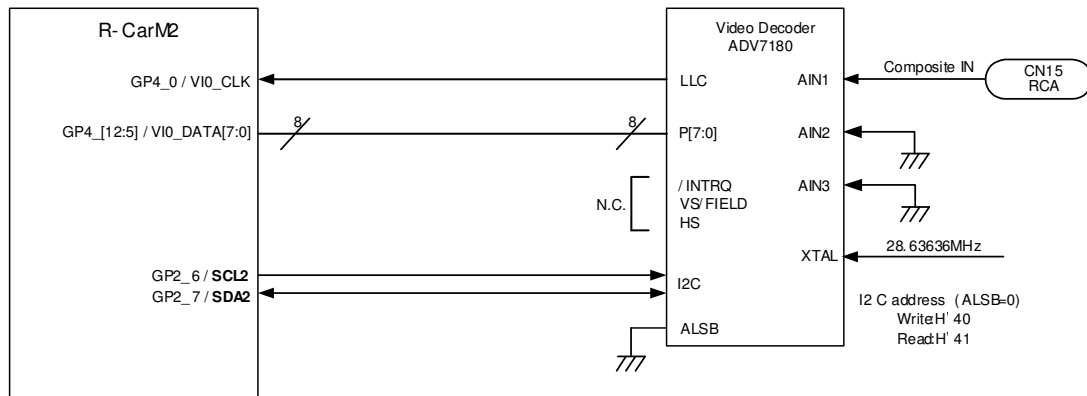 R-CarM2
Video Decoder
ADV7180
GP4_0 / VI0_CLK
LLC
AIN1
Composite IN
CN15
RCA
GP4_[12:5] / VI0_DATA[7:0]
8
8
P[7:0]
AIN2
N.C.
/INTRQ
VS/FIELD
HS
AIN3
XTAL
28.63636MHz
GP2_6 / SCL2
GP2_7 / SDA2
I2C
ALSB
I2C address (ALSB=0)
Write:H'40
Read:H'41